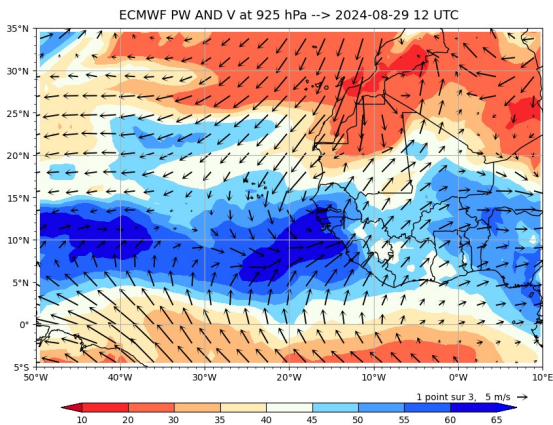 ECMWF PW AND V at 925 hPa --> 2024-08-29 12 UTC
35°N
30°N
25°N
20°N
15°N
10°N
5°N
0°
5°S
50°W 40°W 30°W 20°W 10°W 0°W 10°E
1 point sur 3, 5 m/s
10 20 30 35 40 45 50 55 60 65